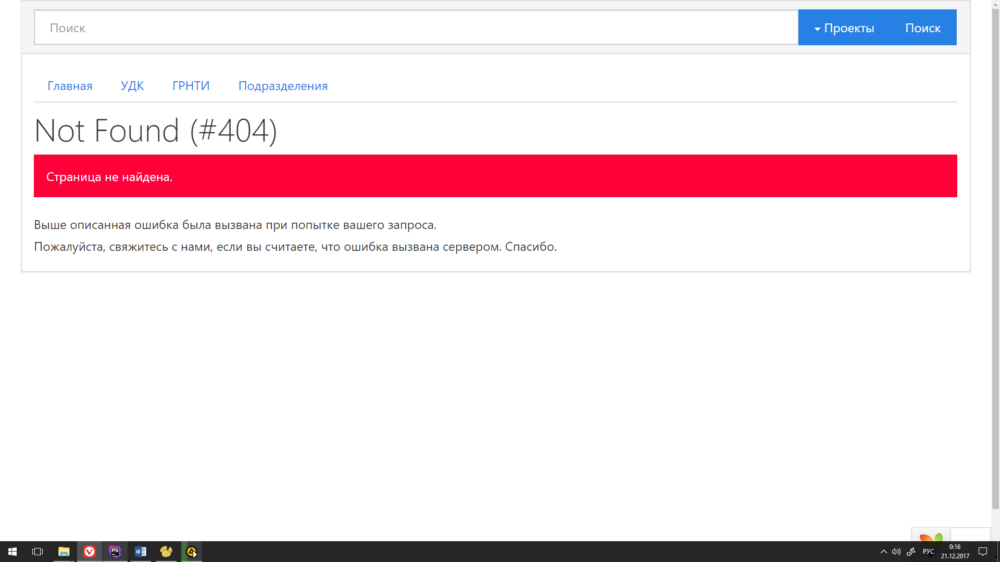 Поиск
Проекты
Поиск
Главная УДК ГРНТИ Подразделения
Not Found (#404)
Страница не найдена.
Выше описанная ошибка была вызвана при попытке вашего запроса.
Пожалуйста, свяжитесь с нами, если вы считаете, что ошибка вызвана сервером. Спасибо.
PS
W
РУС
0:16
21.12.2017